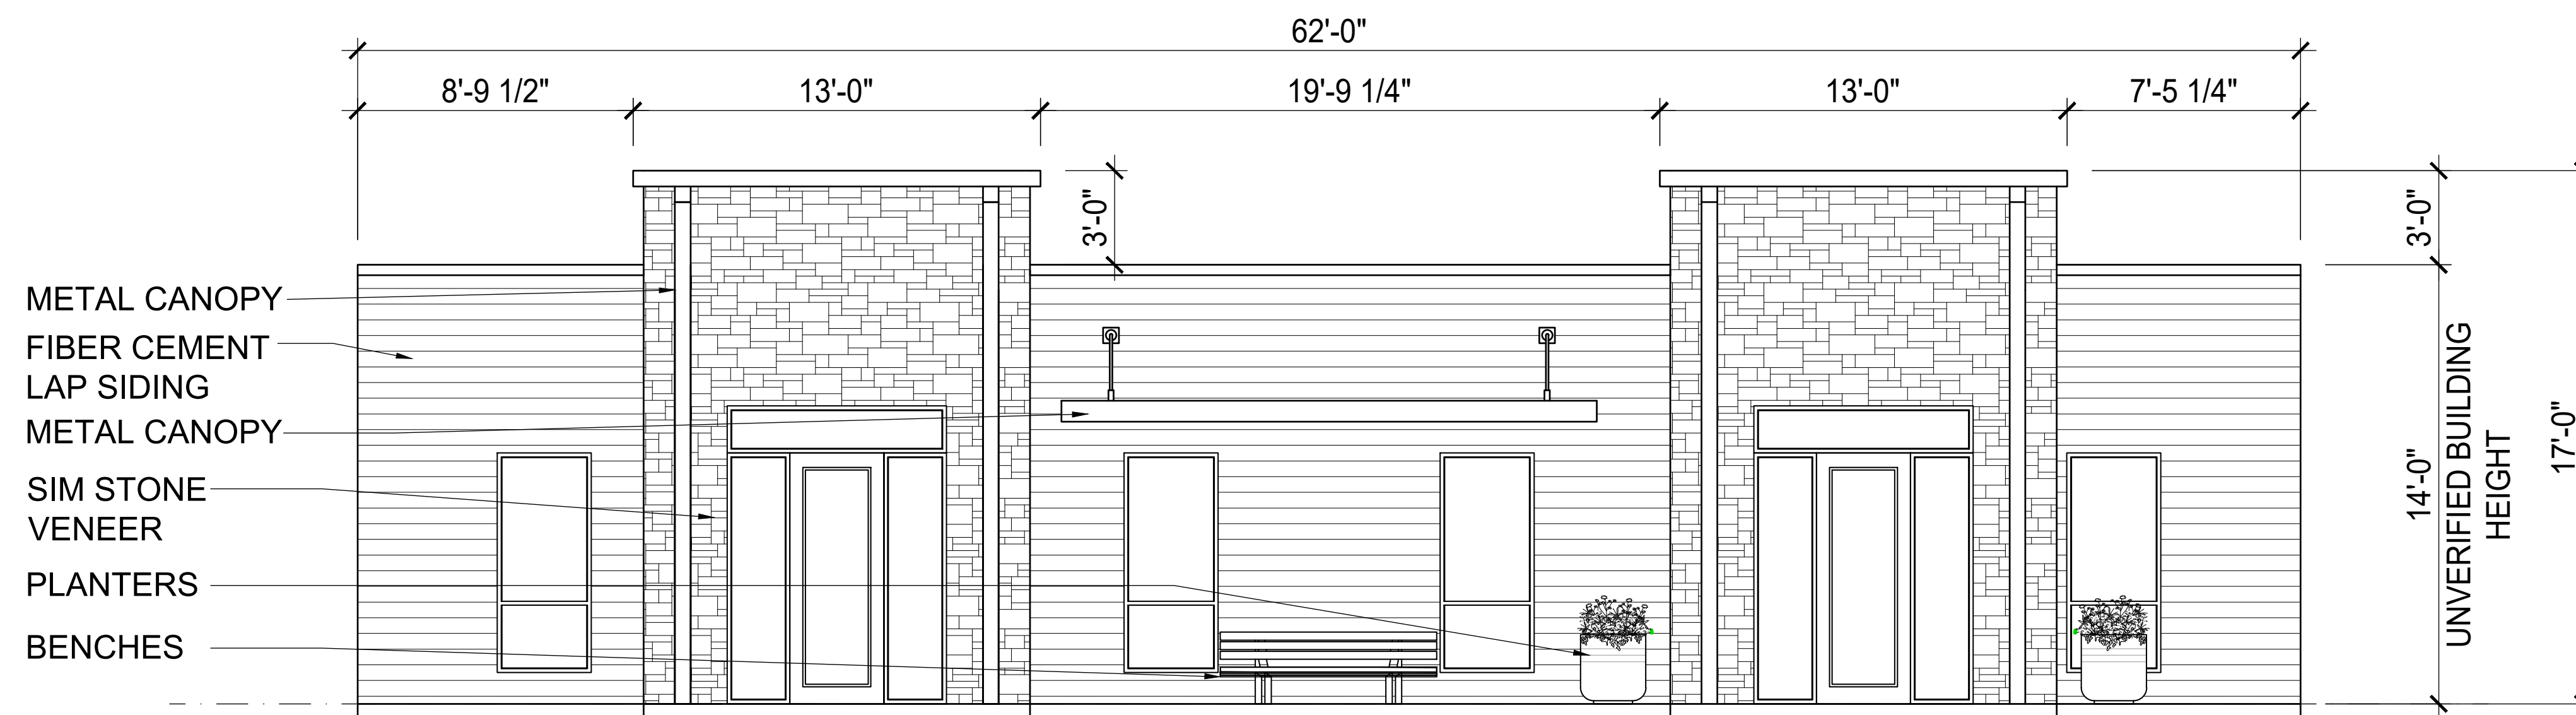 62'-0"
8'-9 1/2"
13'-0"
19'-9 1/4"
13'-0"
7'-5 1/4"
3'-0"
3'-0"
METAL CANOPY
FIBER CEMENT
LAP SIDING
METAL CANOPY
SIM STONE
VENEER
PLANTERS
BENCHES
14'-0"
UNVERIFIED BUILDING
HEIGHT
17'-0"